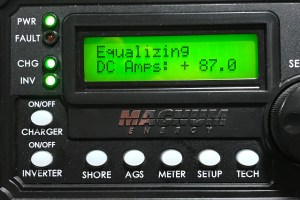 PWR
FAULT
CHG
INV
Equalizing
DC Amps: + 87.0
SE
ON/OFF
CHARGER
ON/OFF
INVERTER
MAGNUM
ENERGY
SHORE AGS METER SETUP TECH